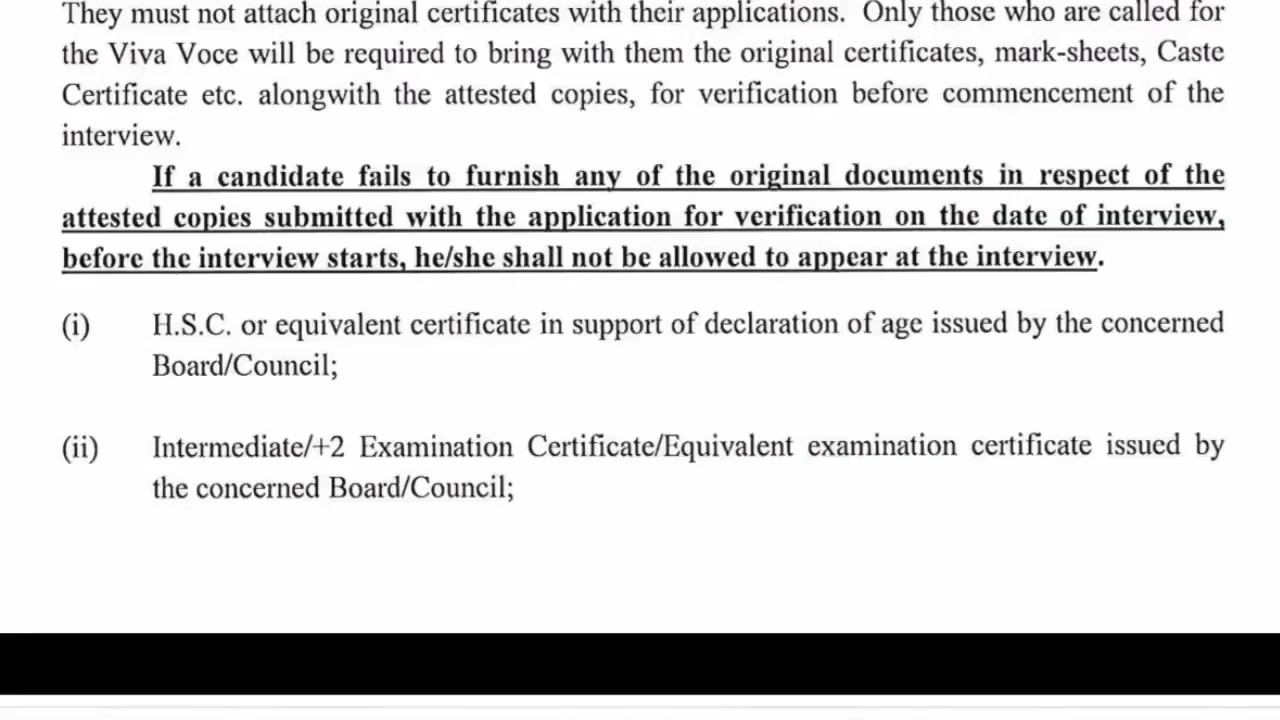 They must not attach original certificates with their applications. Only those who are called for
the Viva Voce will be required to bring with them the original certificates, mark-sheets, Caste
Certificate etc. alongwith the attested copies, for verification before commencement of the
interview.
If a candidate fails to furnish any of the original documents in respect of the
attested copies submitted with the application for verification on the date of interview,
before the interview starts, he/she shall not be allowed to appear at the interview.
(i) H.S.C. or equivalent certificate in support of declaration of age issued by the concerned
Board/Council;
(ii) Intermediate/+2 Examination Certificate/Equivalent examination certificate issued by
the concerned Board/Council;